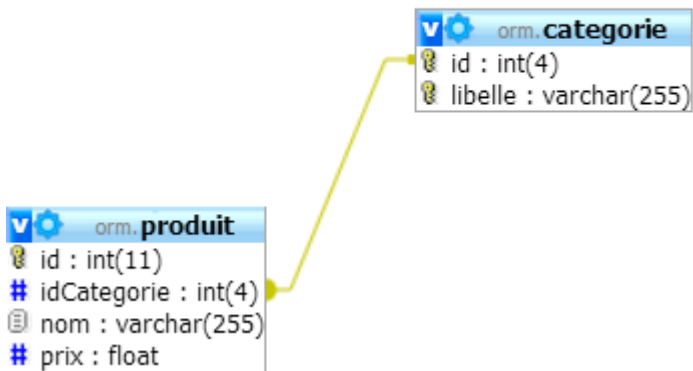 v orm.categorie
id : int(4)
libelle : varchar(255)
v orm.produit
id : int(11)
# idCategorie : int(4)
nom : varchar(255)
# prix : float